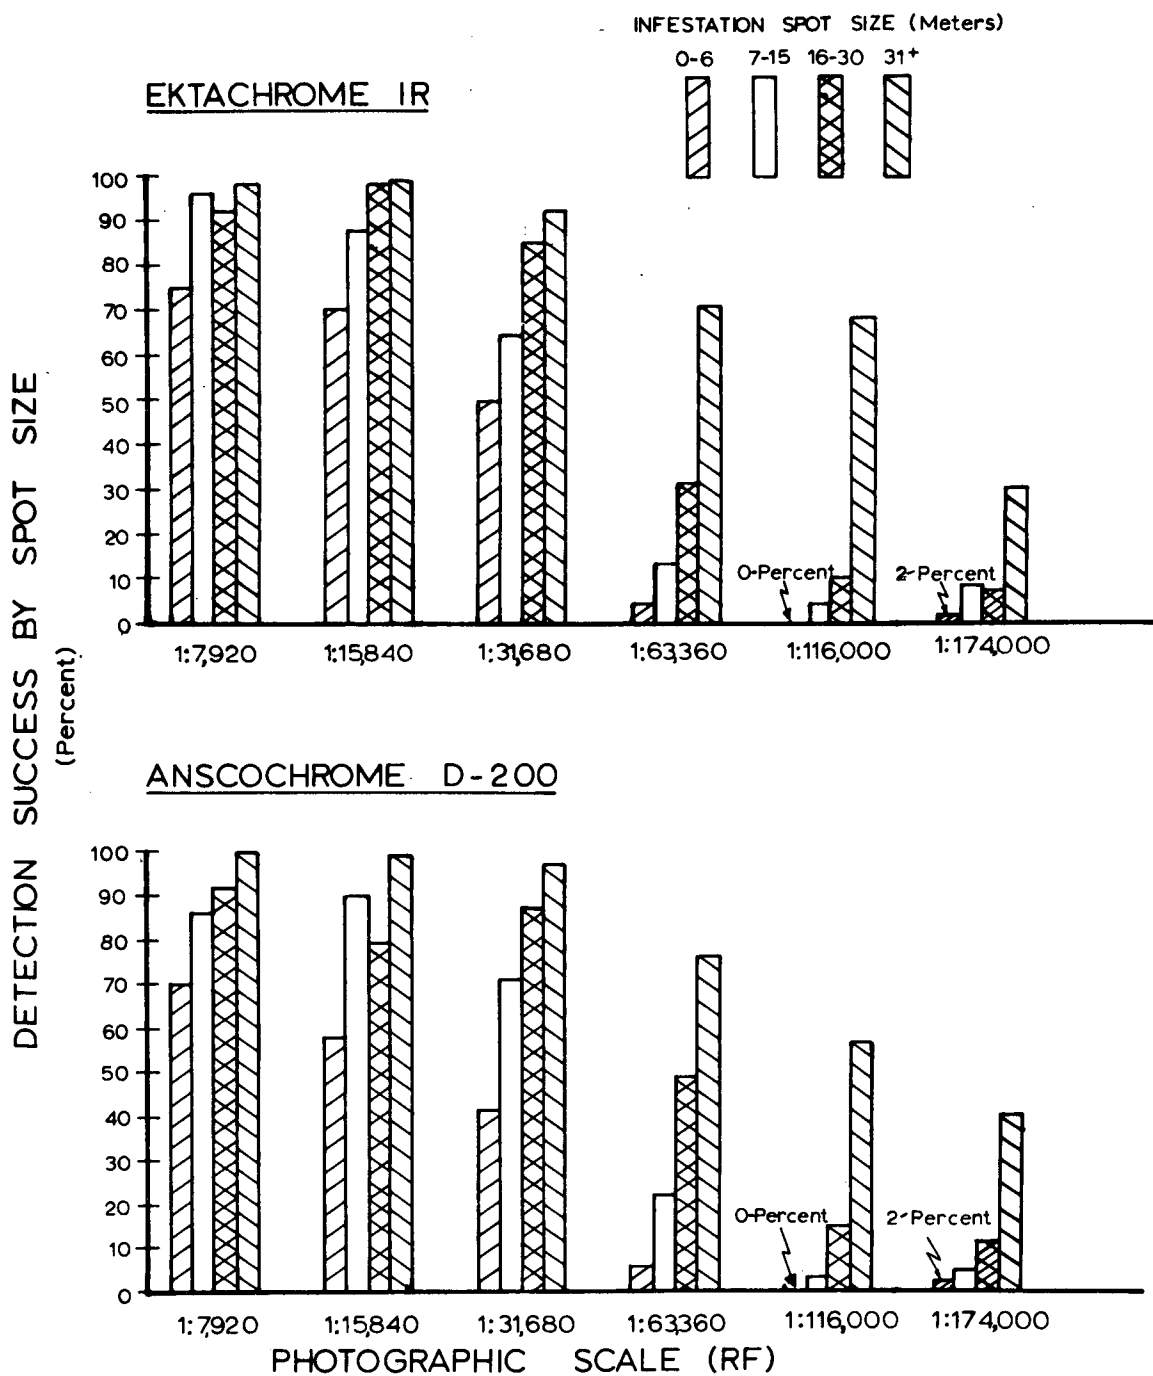 INFESTATION SPOT SIZE (Meters)
0-6 7-15 16-30 31+
EKTACHROME IR
100
90
80
70
60
50
40
30
20
10
0
0-Percent
2-Percent
1:7,920 1:15,840 1:31,680 1:63,360 1:116,000 1:174,000
DETECTION SUCCESS BY SPOT SIZE
(Percent)
ANSCOCHROME D-200
100
90
80
70
60
50
40
30
20
10
0
0-Percent
2-Percent
1:7,920 1:15,840 1:31,680 1:63,360 1:116,000 1:174,000
PHOTOGRAPHIC SCALE (RF)